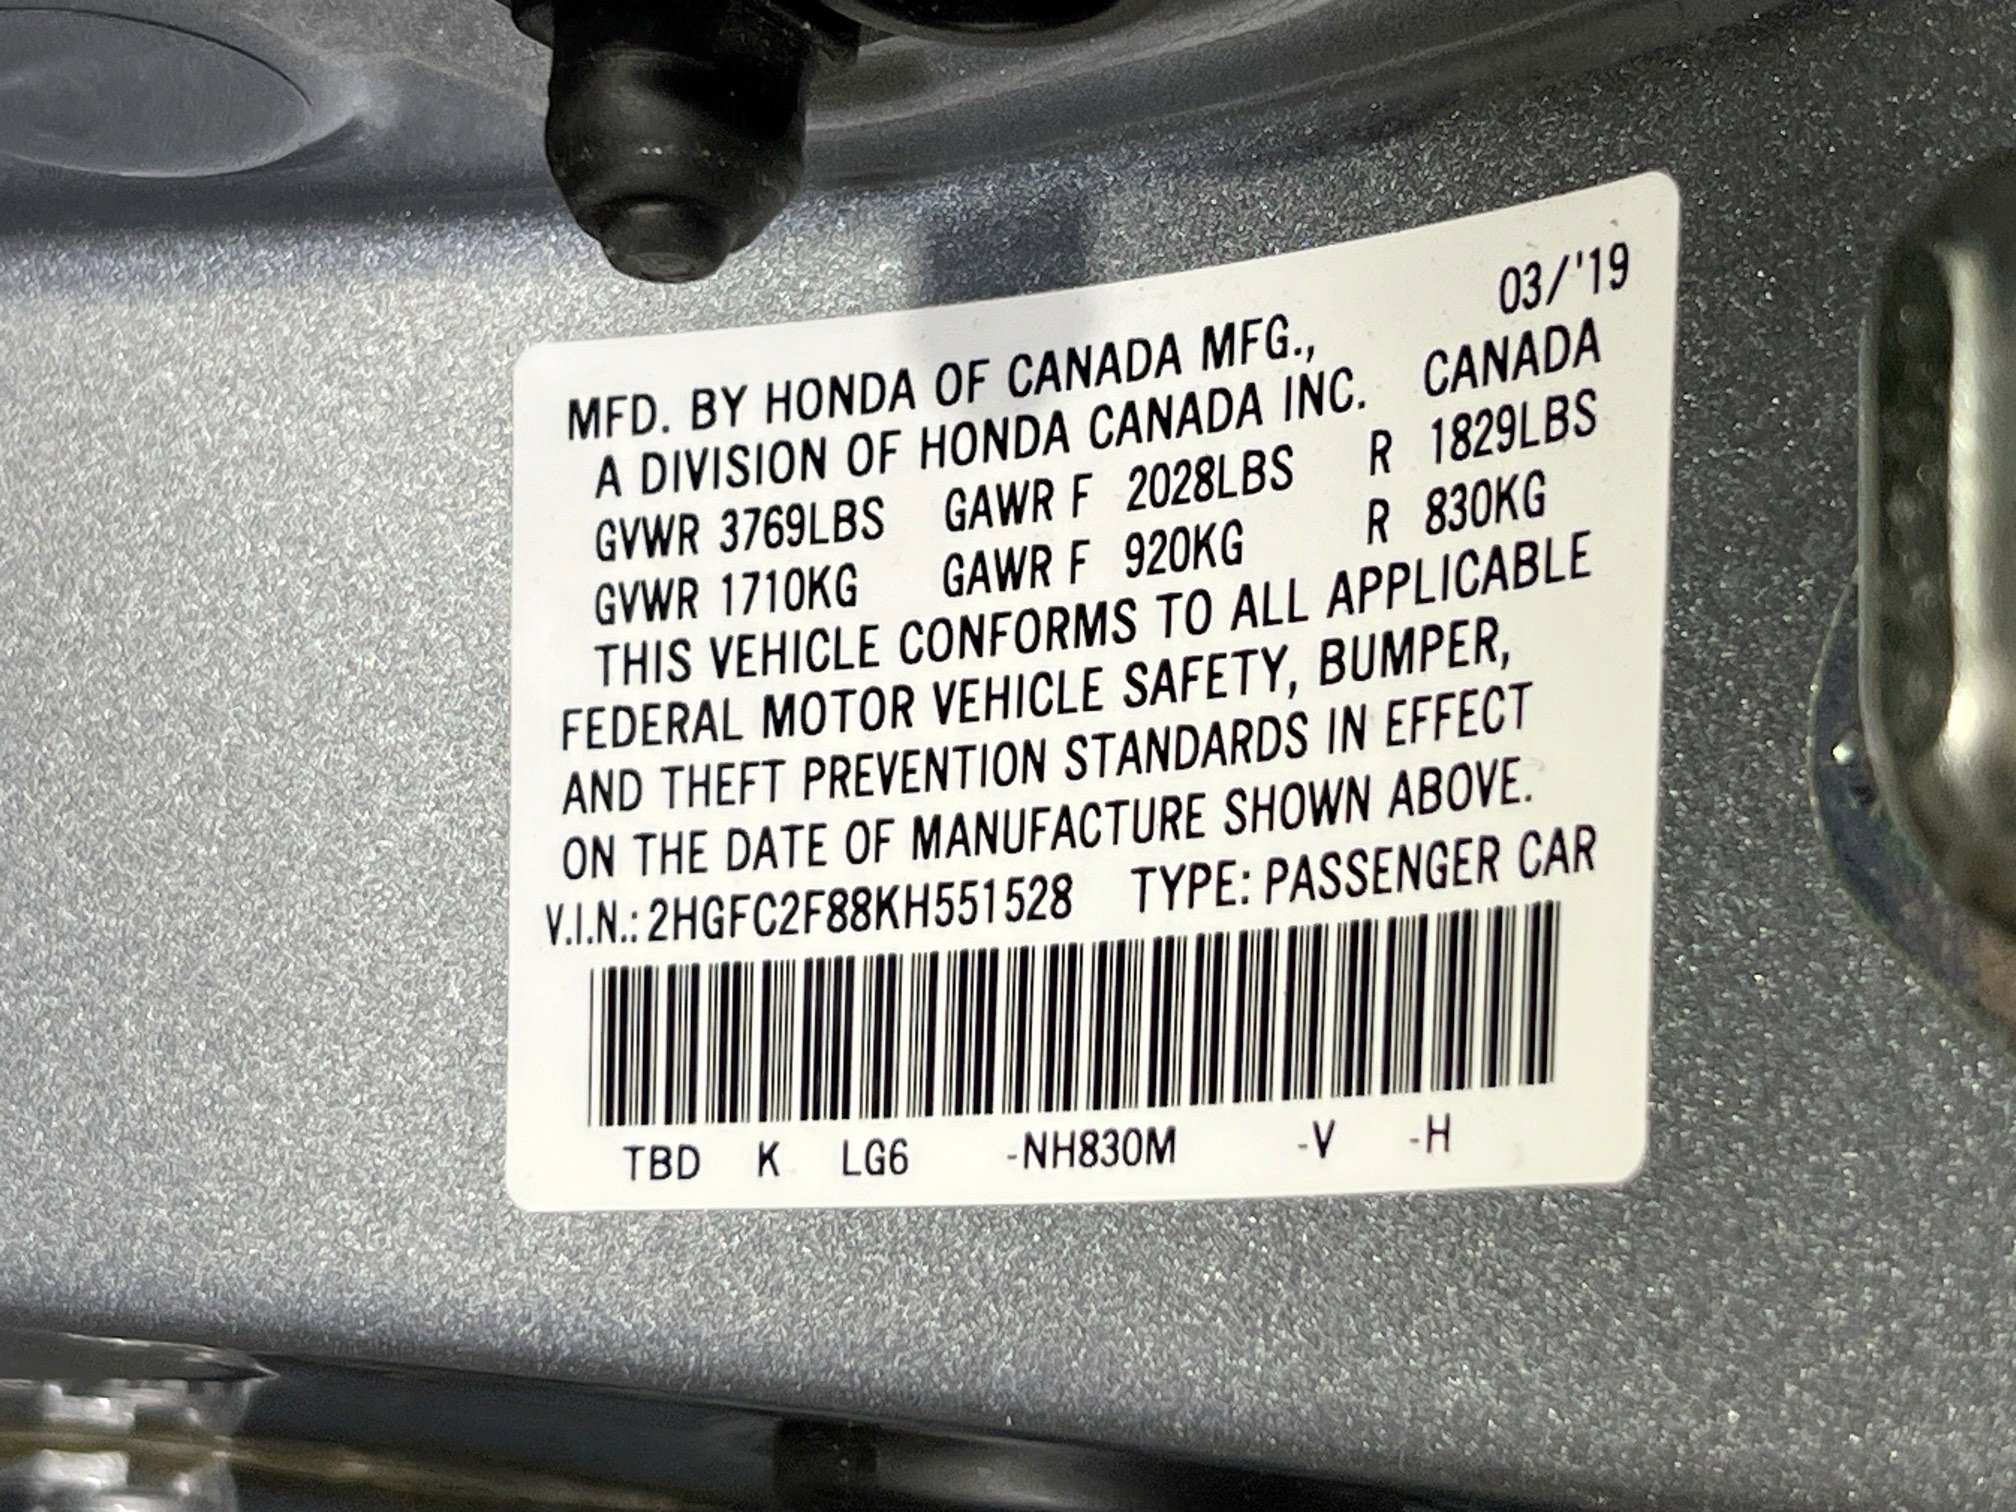 03/'19
MFD. BY HONDA OF CANADA MFG.,
A DIVISION OF HONDA CANADA INC. CANADA
GVWR 3769LBS GAWR F 2028LBS R 1829LBS
GVWR 1710KG GAWR F 920KG R 830KG
THIS VEHICLE CONFORMS TO ALL APPLICABLE
FEDERAL MOTOR VEHICLE SAFETY, BUMPER,
AND THEFT PREVENTION STANDARDS IN EFFECT
ON THE DATE OF MANUFACTURE SHOWN ABOVE.
V.I.N.: 2HGFC2F88KH551528 TYPE: PASSENGER CAR
TBD K LG6 -NH830M -V -H